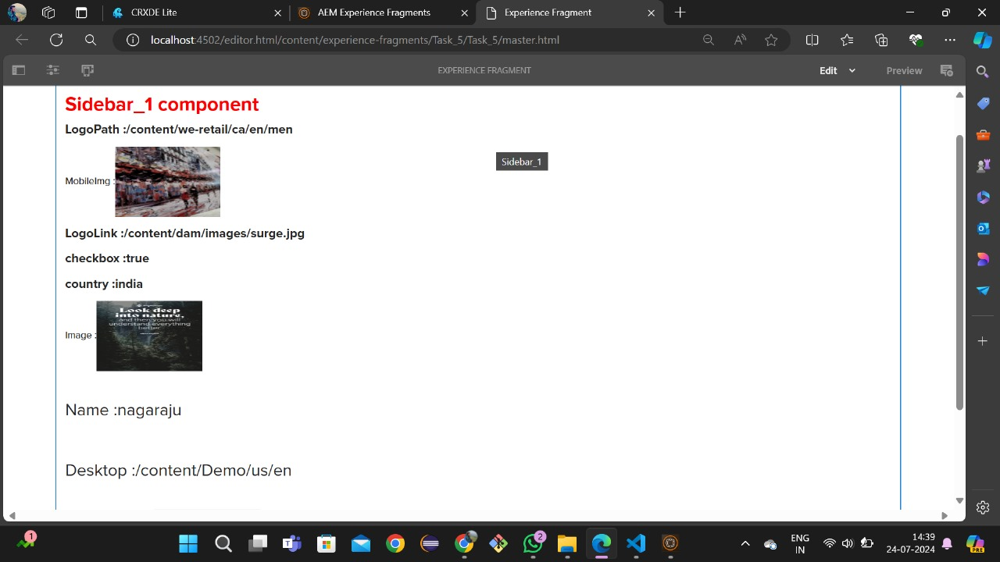 CRXDE Lite
AEM Experience Fragments
Experience Fragment
localhost:4502/editor.html/content/experience-fragments/Task_5/Task_5/master.html
EXPERIENCE FRAGMENT
Edit
Preview
Sidebar_1 component
LogoPath :/content/we-retail/ca/en/men
Sidebar_1
MobileImg :
LogoLink :/content/dam/images/surge.jpg
checkbox :true
country :india
Look deep
into nature,
and then you will
understand everything
better
Image :
Name :nagaraju
Desktop :/content/Demo/us/en
1
2
ENG
IN
14:39
24-07-2024
PRE